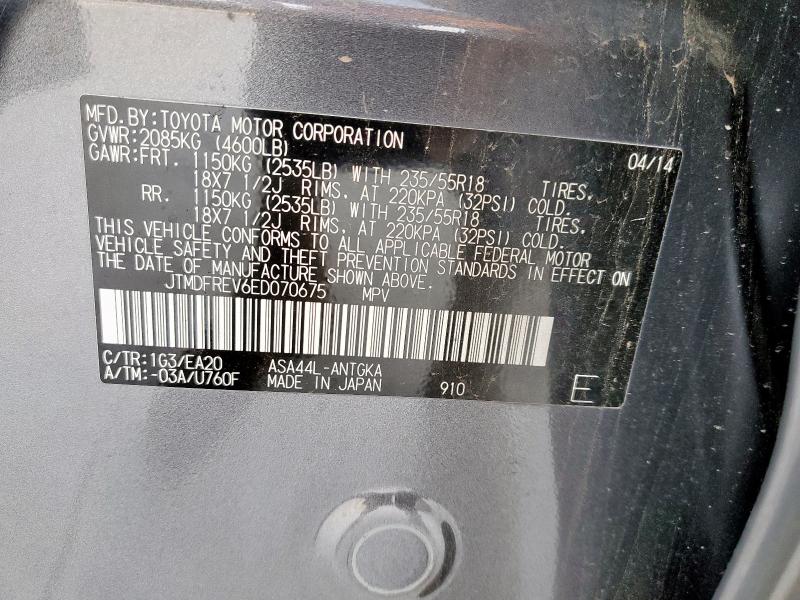 MFD.BY:TOYOTA MOTOR CORPORATION 04/14
GVWR:2085KG (4600LB)
GAWR:FRT. 1150KG (2535LB) WITH 235/55R18 TIRES.
18X7 1/2J RIMS. AT 220KPA (32PSI) COLD.
RR. 1150KG (2535LB) WITH 235/55R18 TIRES.
18X7 1/2J RIMS. AT 220KPA (32PSI) COLD.
THIS VEHICLE CONFORMS TO ALL APPLICABLE FEDERAL MOTOR
VEHICLE SAFETY AND THEFT PREVENTION STANDARDS IN EFFECT ON
THE DATE OF MANUFACTURE SHOWN ABOVE.
JTMDFREV6ED070675 MPV
C/TR:1G3/EA20 ASA44L-ANTGKA
A/TM:-03A/U760F MADE IN JAPAN 910 E